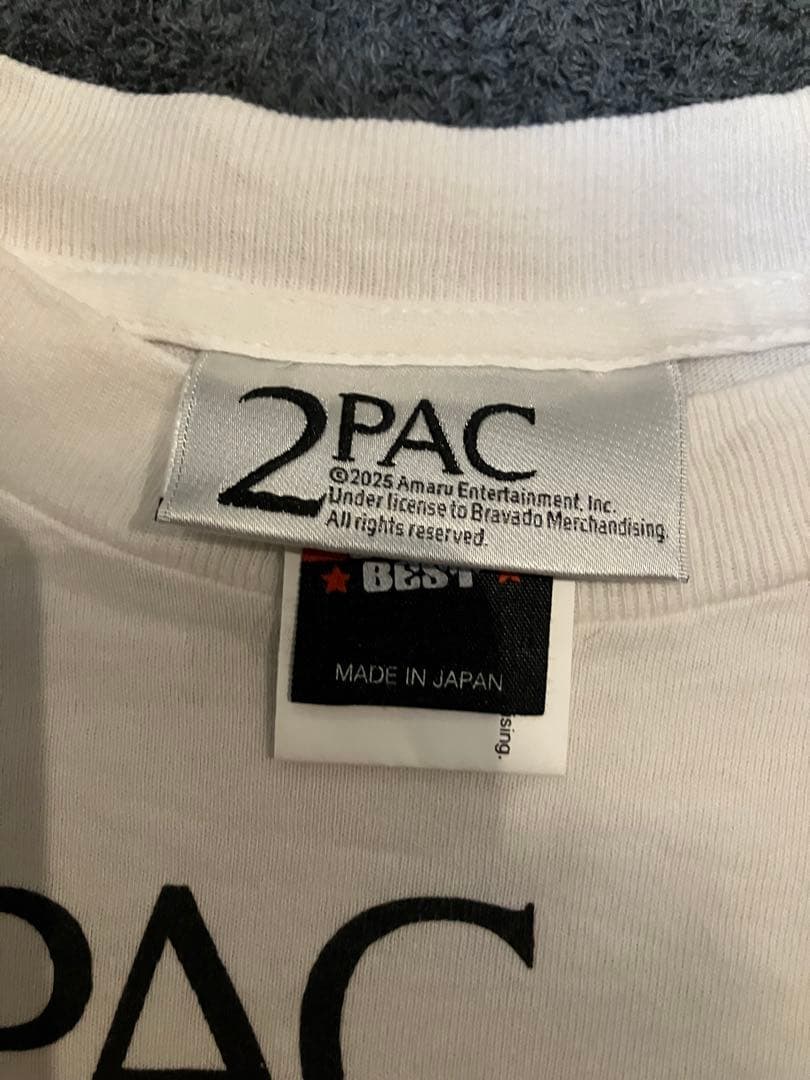 2PAC
©2025 Amaru Entertainment, Inc.
Under license to Bravado Merchandising.
All rights reserved.
BEST
MADE IN JAPAN
sing.
PAC